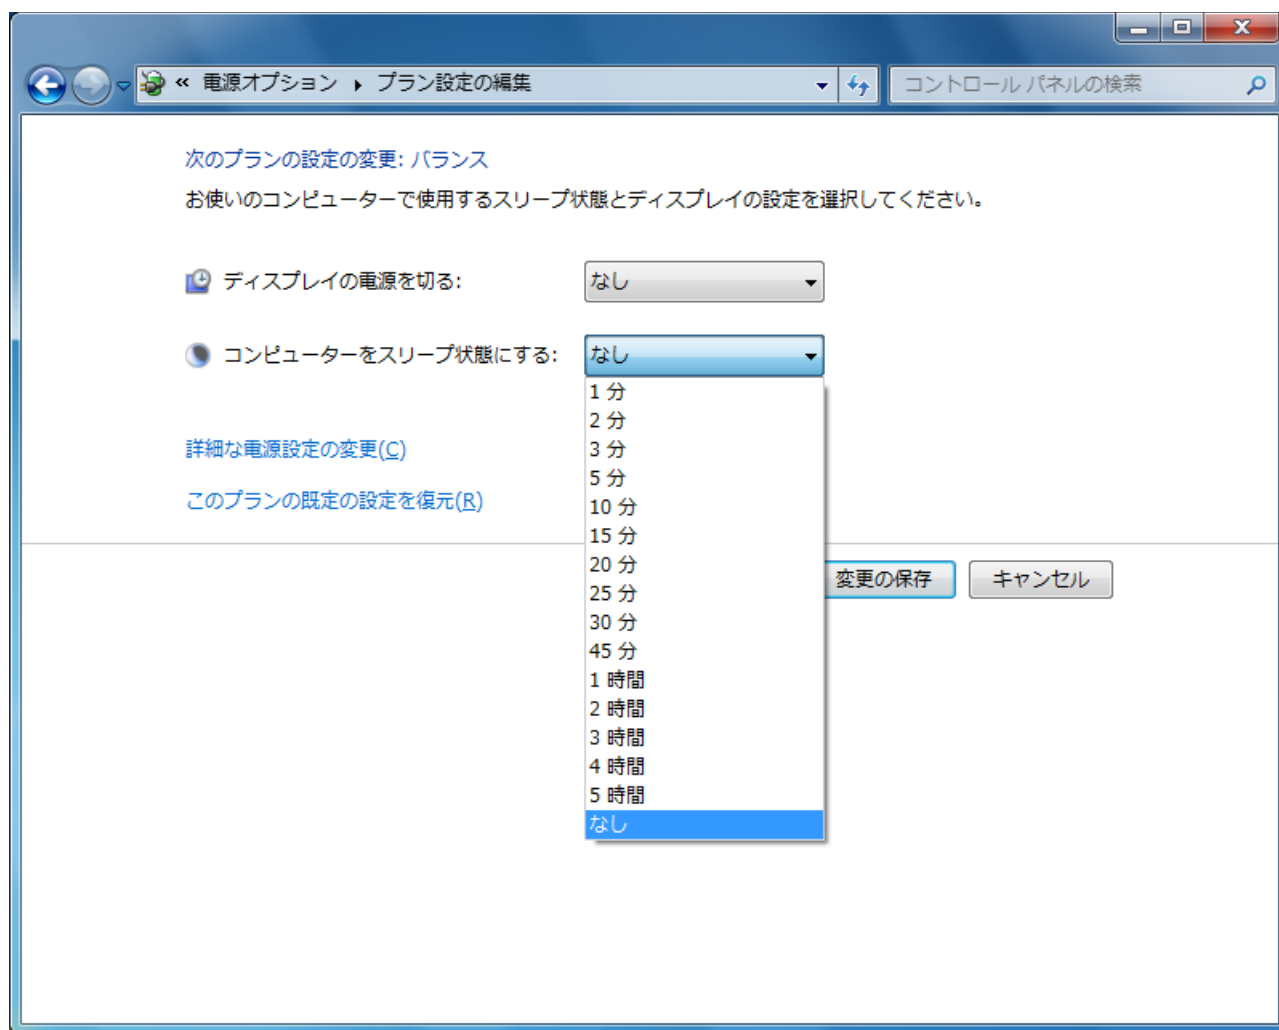 « 電源オプション ▸ プラン設定の編集
コントロール パネルの検索
次のプランの設定の変更: バランス
お使いのコンピューターで使用するスリープ状態とディスプレイの設定を選択してください。
ディスプレイの電源を切る: なし
コンピューターをスリープ状態にする: なし
1 分
2 分
3 分
5 分
10 分
15 分
20 分
25 分
30 分
45 分
1 時間
2 時間
3 時間
4 時間
5 時間
なし
詳細な電源設定の変更(C)
このプランの既定の設定を復元(R)
変更の保存 キャンセル